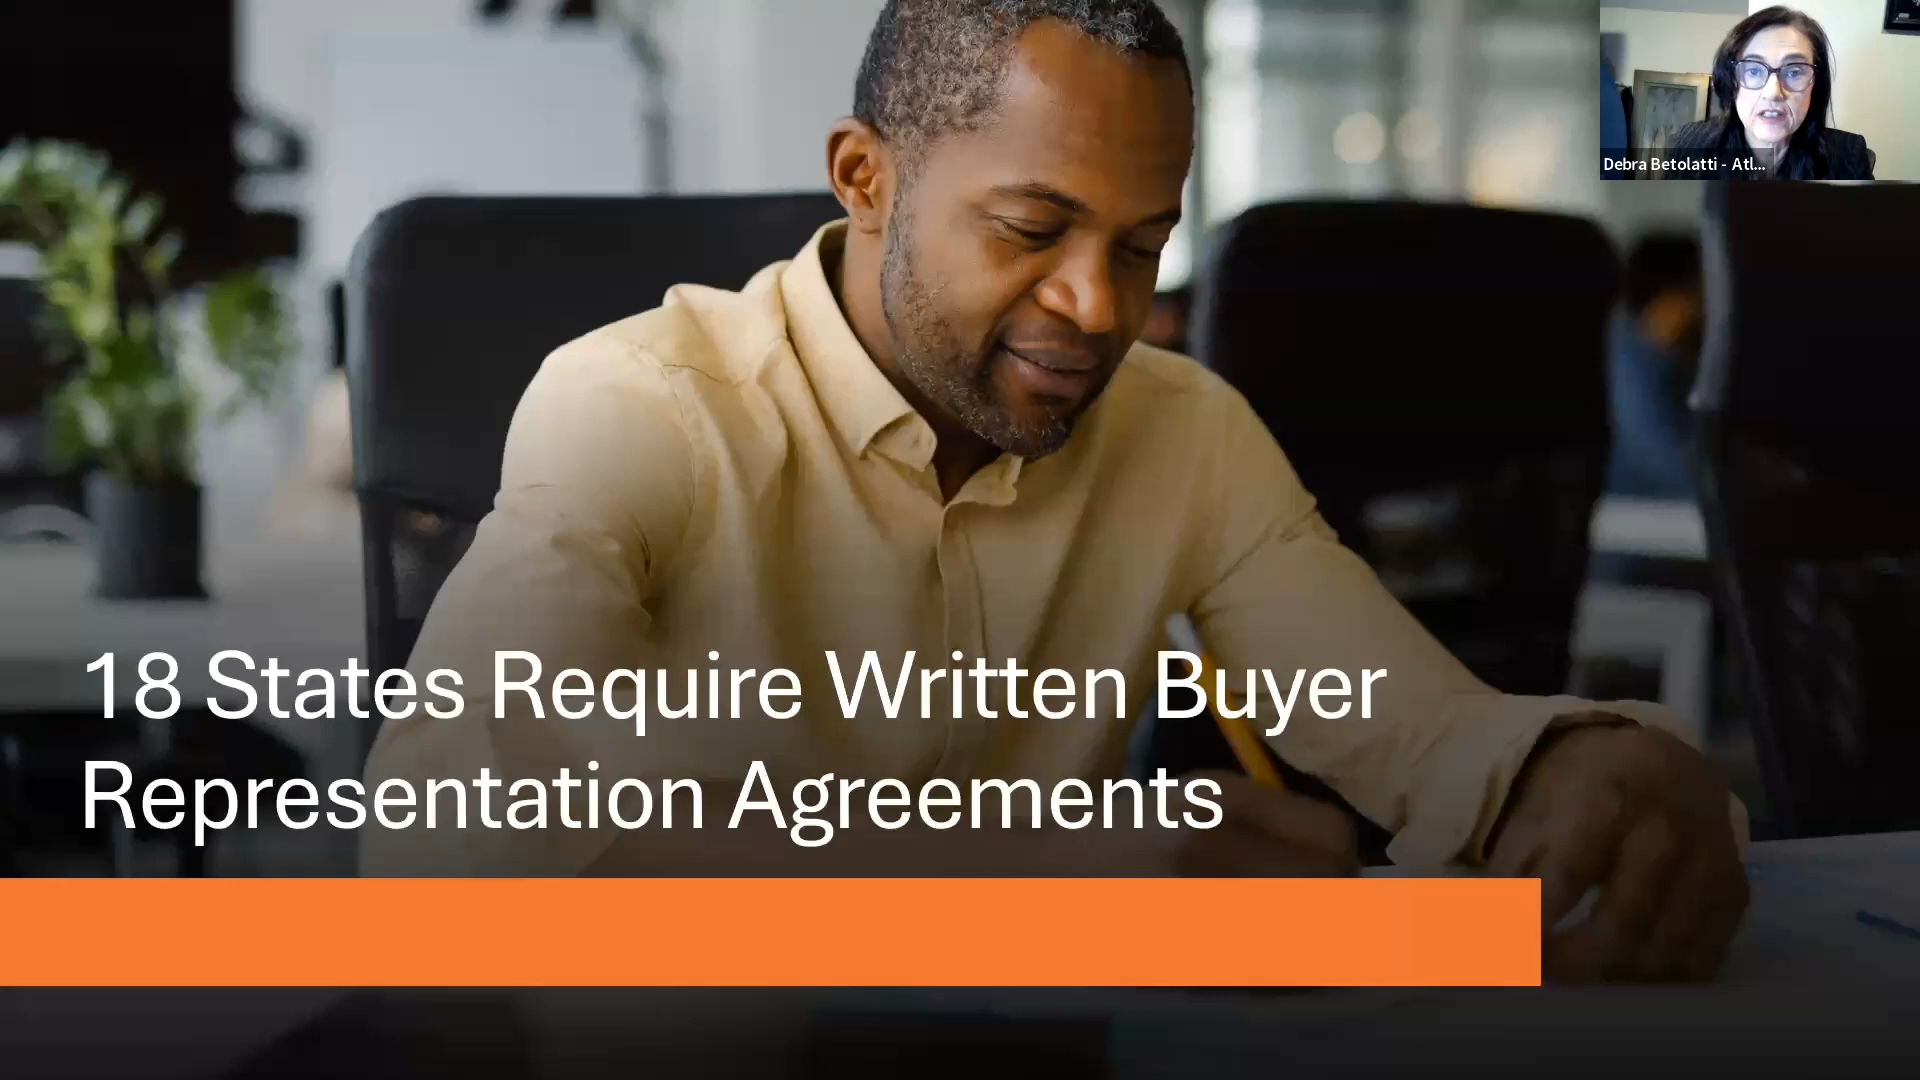 Debra Betolatti - Atl...
18 States Require Written Buyer
Representation Agreements